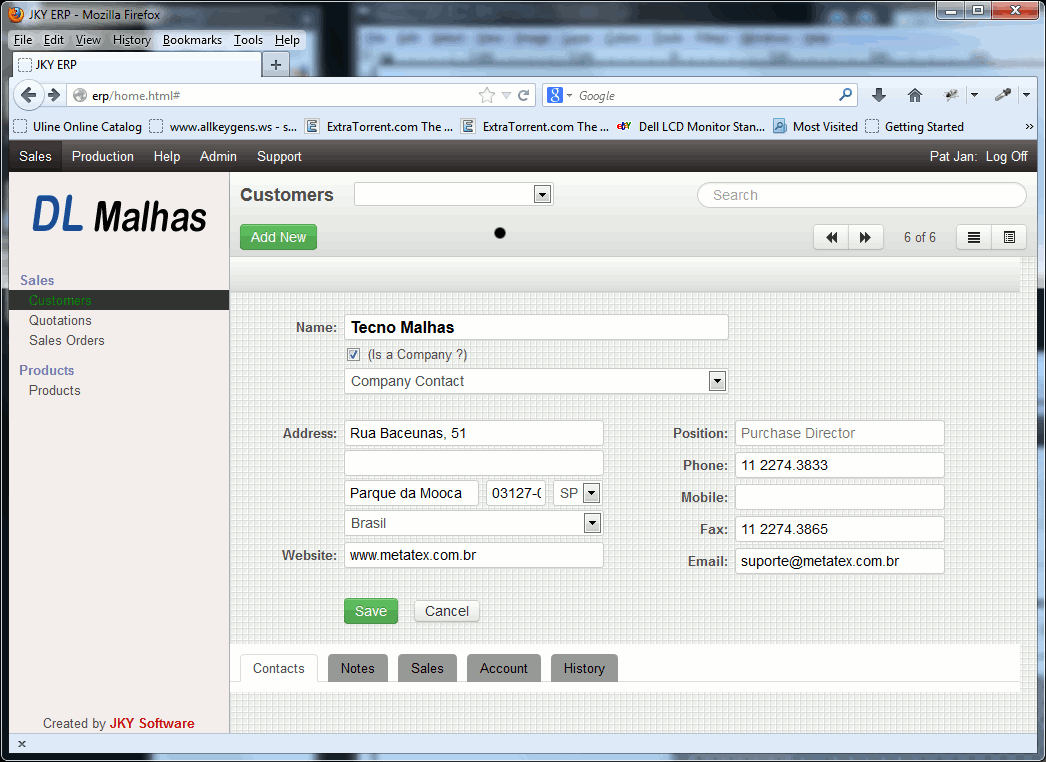 JKY ERP - Mozilla Firefox
File Edit View History Bookmarks Tools Help
JKY ERP
erp/home.html#
Google
Uline Online Catalog www.allkeygens.ws - s... ExtraTorrent.com The ... ExtraTorrent.com The ... Dell LCD Monitor Stan... Most Visited Getting Started »
Sales Production Help Admin Support Pat Jan: Log Off
DL Malhas
Customers Search
Add New 6 of 6
Sales
Customers
Quotations
Sales Orders
Products
Products
Name: Tecno Malhas
(Is a Company ?)
Company Contact
Address: Rua Baceunas, 51 Position: Purchase Director
Phone: 11 2274.3833
Parque da Mooca 03127-0 SP Mobile:
Brasil Fax: 11 2274.3865
Website: www.metatex.com.br Email: suporte@metatex.com.br
Save Cancel
Contacts Notes Sales Account History
Created by JKY Software
x